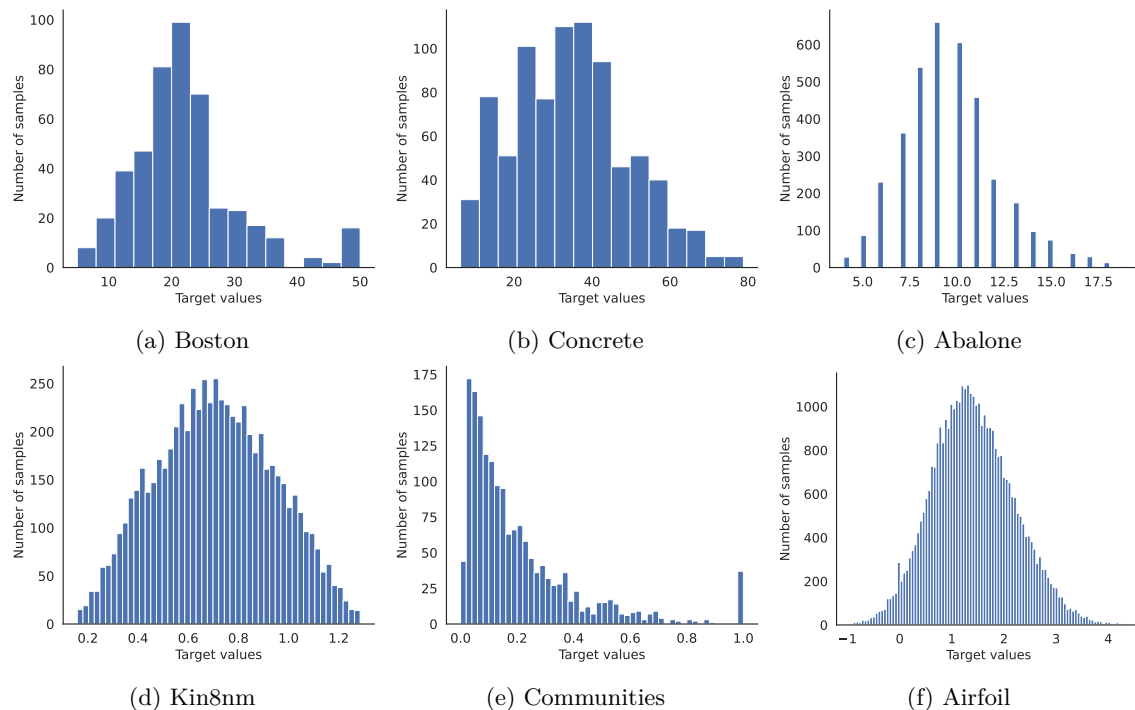 100
80
60
40
20
0
Number of samples
10 20 30 40 50
Target values
(a) Boston
100
80
60
40
20
0
Number of samples
20 40 60 80
Target values
(b) Concrete
600
500
400
300
200
100
0
Number of samples
5.0 7.5 10.0 12.5 15.0 17.5
Target values
(c) Abalone
250
200
150
100
50
0
Number of samples
0.2 0.4 0.6 0.8 1.0 1.2
Target values
(d) Kin8nm
175
150
125
100
75
50
25
0
Number of samples
0.0 0.2 0.4 0.6 0.8 1.0
Target values
(e) Communities
1000
800
600
400
200
0
Number of samples
−1 0 1 2 3 4
Target values
(f) Airfoil